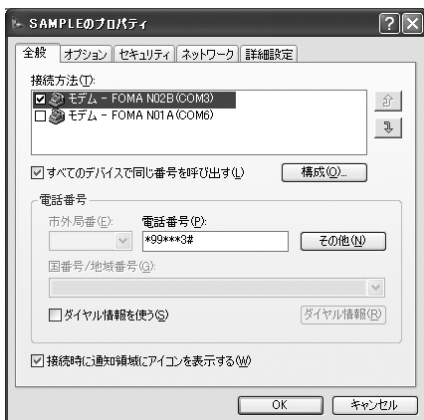 SAMPLEのプロパティ
全般 オプション セキュリティ ネットワーク 詳細設定
接続方法(T):
モデム - FOMA N02B(COM3)
モデム - FOMA N01A(COM6)
すべてのデバイスで同じ番号を呼び出す(L) 構成(O)...
電話番号
市外局番(E): 電話番号(P):
*99***3# その他(N)
国番号/地域番号(G):
ダイヤル情報を使う(S) ダイヤル情報(R)
接続時に通知領域にアイコンを表示する(W)
OK キャンセル